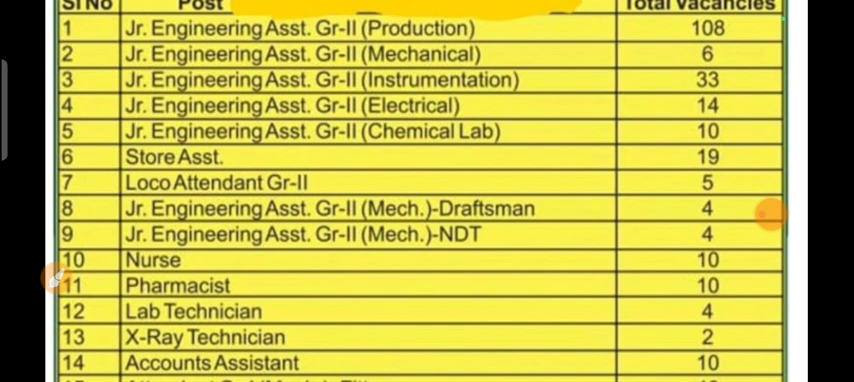 Sl No Post Total Vacancies
1 Jr. Engineering Asst. Gr-II (Production) 108
2 Jr. Engineering Asst. Gr-II (Mechanical) 6
3 Jr. Engineering Asst. Gr-II (Instrumentation) 33
4 Jr. Engineering Asst. Gr-II (Electrical) 14
5 Jr. Engineering Asst. Gr-II (Chemical Lab) 10
6 Store Asst. 19
7 Loco Attendant Gr-II 5
8 Jr. Engineering Asst. Gr-II (Mech.)-Draftsman 4
9 Jr. Engineering Asst. Gr-II (Mech.)-NDT 4
10 Nurse 10
11 Pharmacist 10
12 Lab Technician 4
13 X-Ray Technician 2
14 Accounts Assistant 10